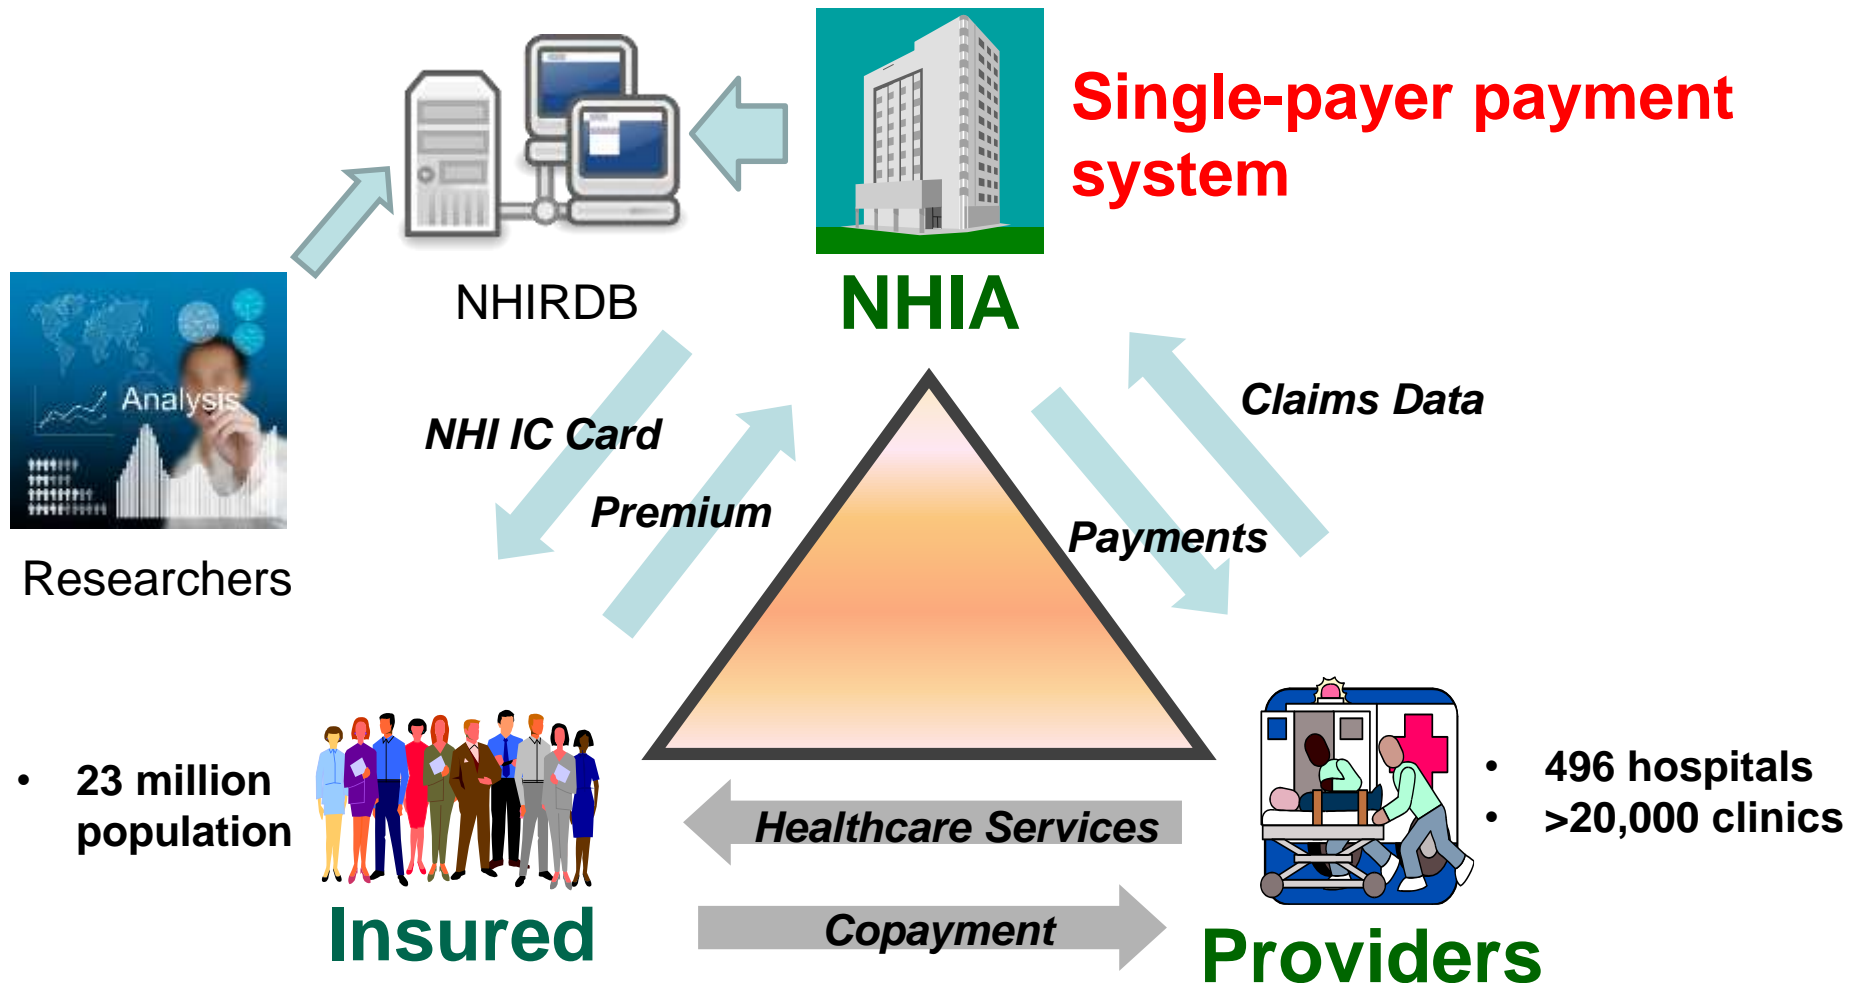 Single-payer payment
system
NHIRDB
NHIA
Analysis
Researchers
NHI IC Card
Premium
Claims Data
Payments
• 23 million
population
Insured
Healthcare Services
Copayment
• 496 hospitals
• >20,000 clinics
Providers